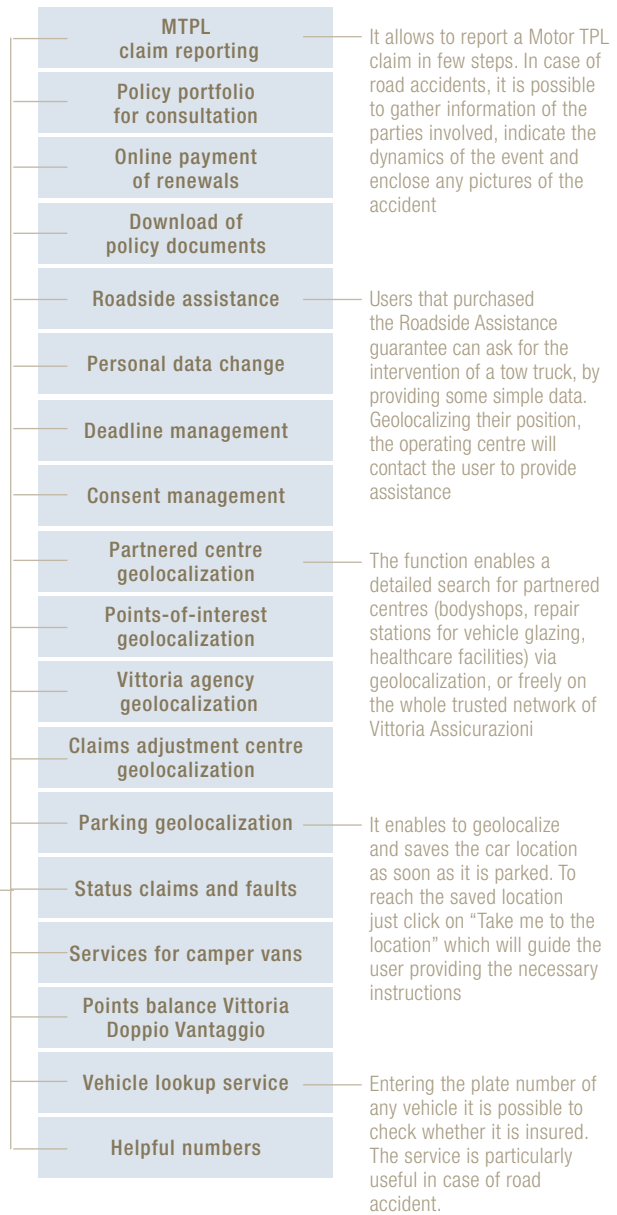 MTPL
claim reporting
It allows to report a Motor TPL
claim in few steps. In case of
road accidents, it is possible
to gather information of the
parties involved, indicate the
dynamics of the event and
enclose any pictures of the
accident
Policy portfolio
for consultation
Online payment
of renewals
Download of
policy documents
Roadside assistance
Users that purchased
the Roadside Assistance
guarantee can ask for the
intervention of a tow truck, by
providing some simple data.
Geolocalizing their position,
the operating centre will
contact the user to provide
assistance
Personal data change
Deadline management
Consent management
Partnered centre
geolocalization
The function enables a
detailed search for partnered
centres (bodyshops, repair
stations for vehicle glazing,
healthcare facilities) via
geolocalization, or freely on
the whole trusted network of
Vittoria Assicurazioni
Points-of-interest
geolocalization
Vittoria agency
geolocalization
Claims adjustment centre
geolocalization
Parking geolocalization
It enables to geolocalize
and saves the car location
as soon as it is parked. To
reach the saved location
just click on “Take me to the
location” which will guide the
user providing the necessary
instructions
Status claims and faults
Services for camper vans
Points balance Vittoria
Doppio Vantaggio
Vehicle lookup service
Entering the plate number of
any vehicle it is possible to
check whether it is insured.
The service is particularly
useful in case of road
accident.
Helpful numbers